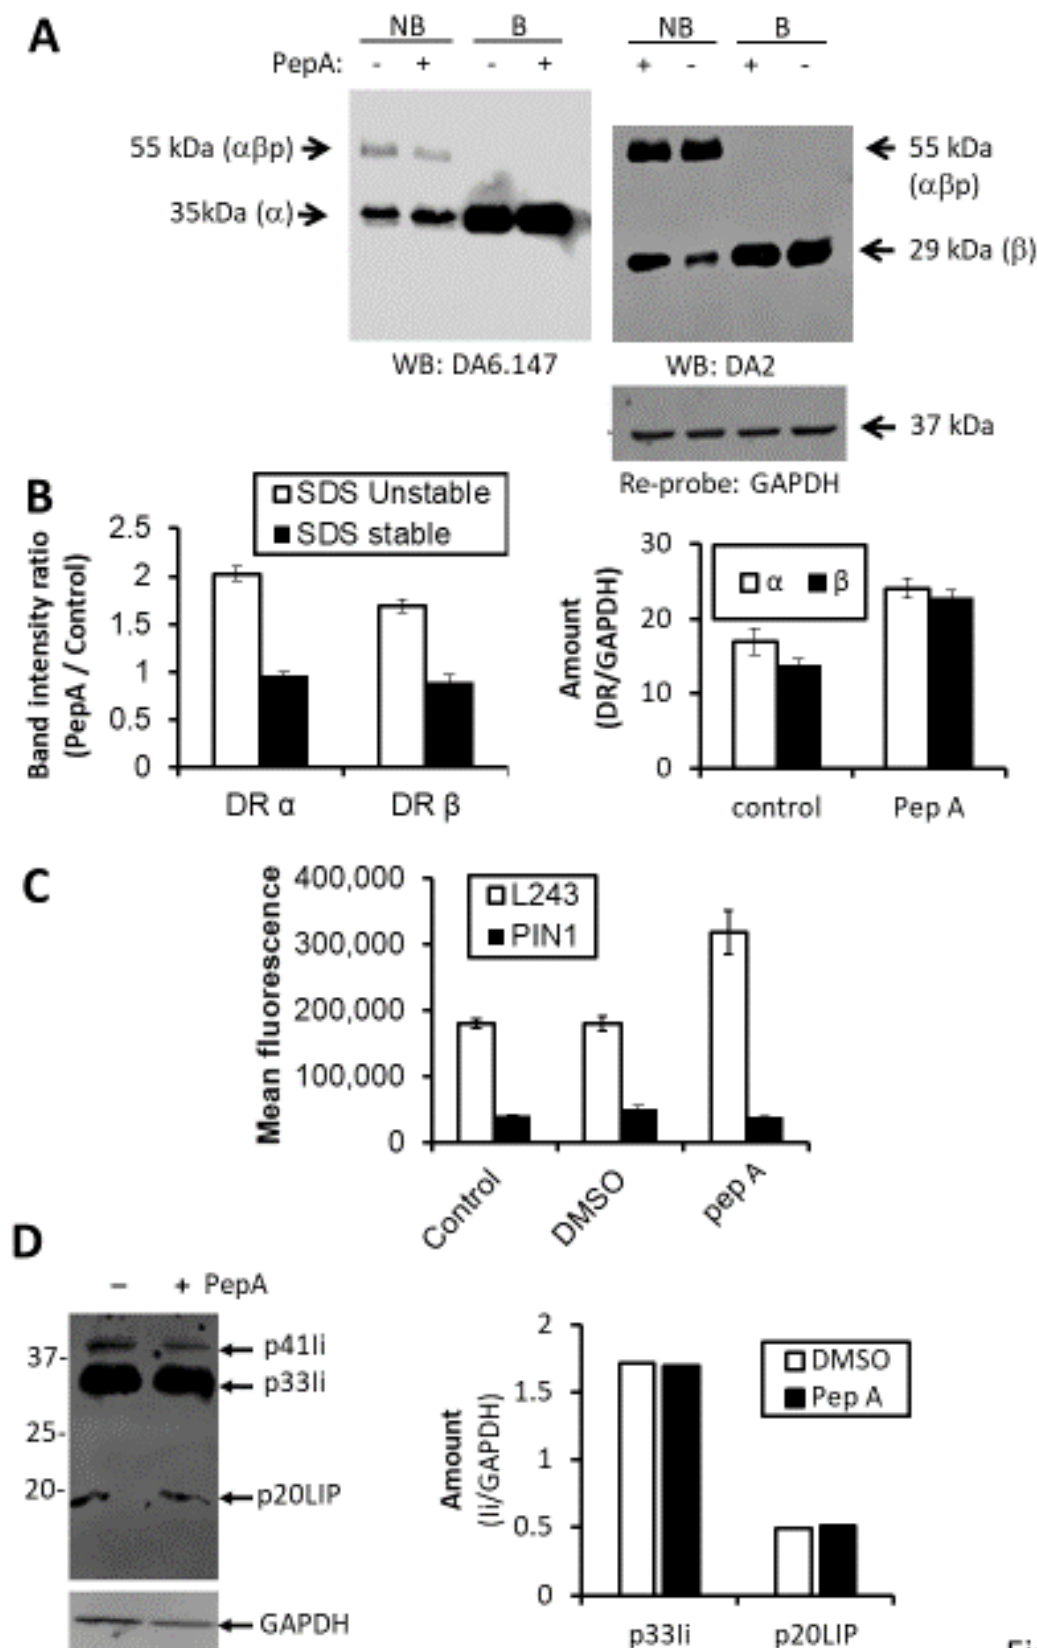 A
NB B NB B
PepA: - + - + + - + -
55 kDa (αβp)
35kDa (α)
55 kDa
(αβp)
29 kDa (β)
WB: DA6.147
WB: DA2
37 kDa
Re-probe: GAPDH
B
SDS Unstable
SDS stable
Band intensity ratio
(PepA / Control)
2.5
2
1.5
1
0.5
0
DR α DR β
Amount
(DR/GAPDH)
30
20
10
0
α β
control Pep A
C
Mean fluorescence
400,000
300,000
200,000
100,000
0
L243
PIN1
Control DMSO pep A
D
– + PepA
37-
25-
20-
p41Ii
p33Ii
p20LIP
GAPDH
Amount
(Ii/GAPDH)
2
1.5
1
0.5
0
DMSO
Pep A
p33Ii p20LIP